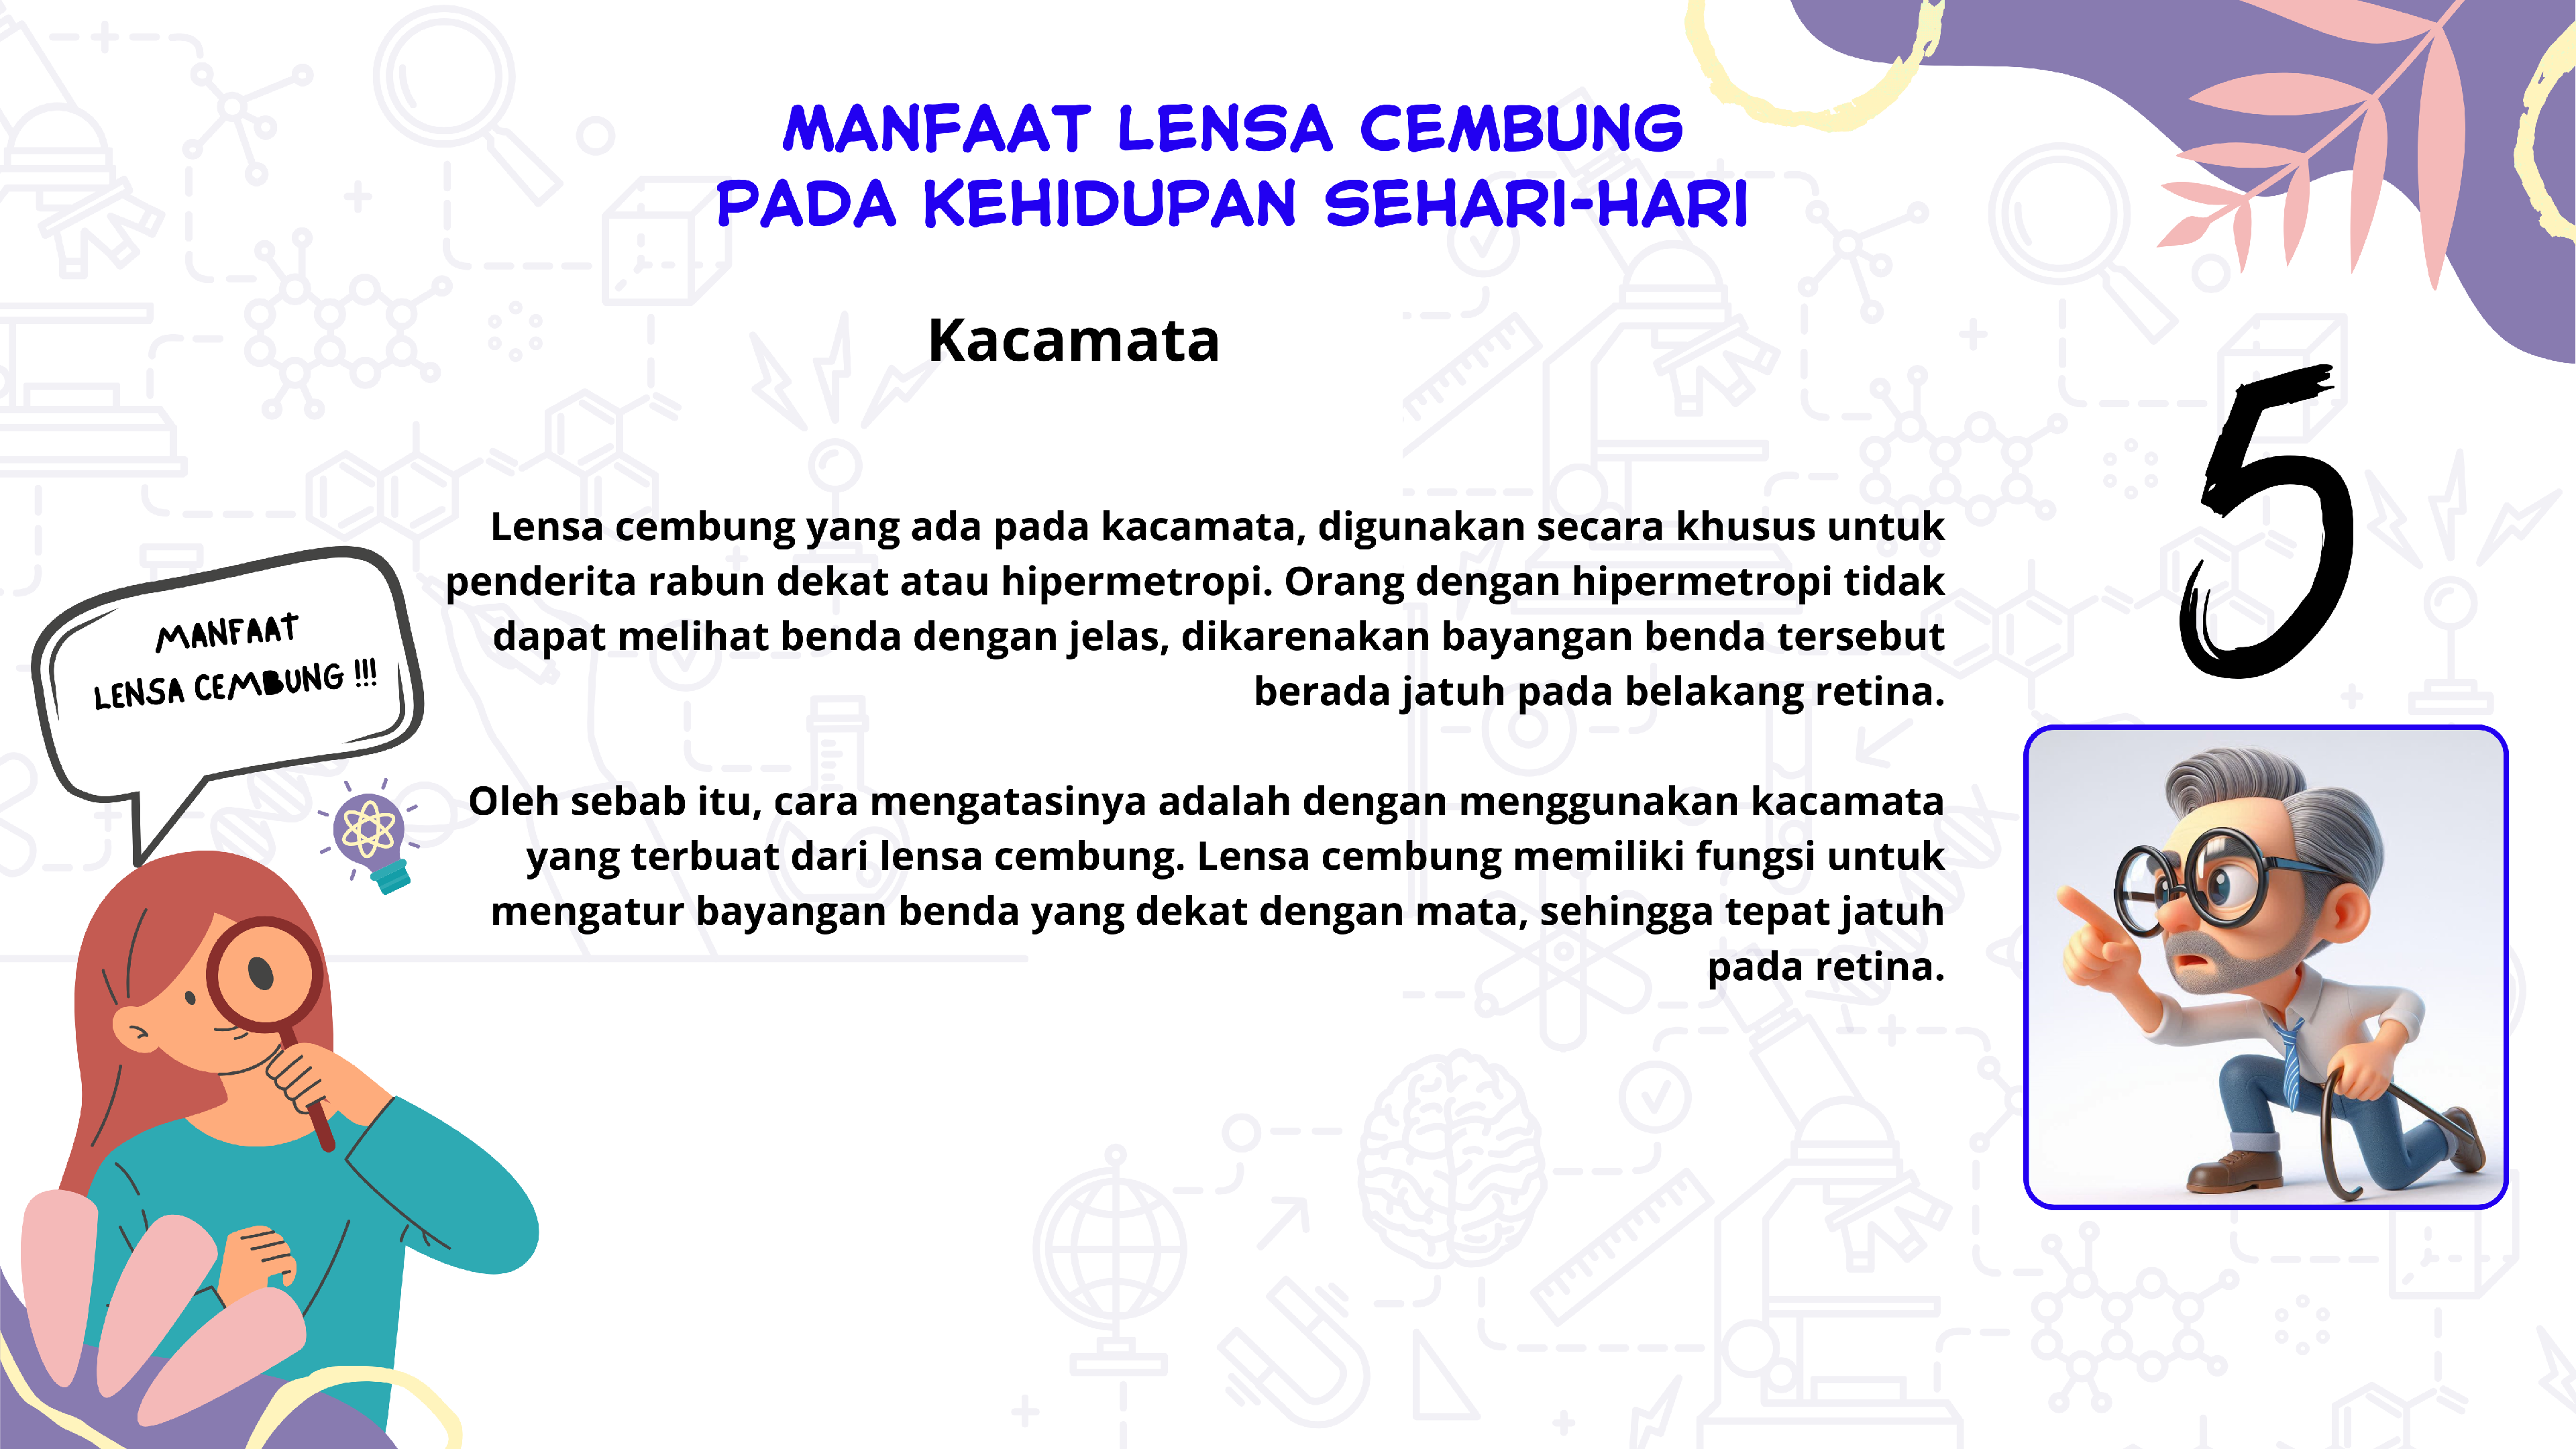 MANFAAT LENSA CEMBUNG
PADA KEHIDUPAN SEHARI-HARI
Kacamata
5
Lensa cembung yang ada pada kacamata, digunakan secara khusus untuk
penderita rabun dekat atau hipermetropi. Orang dengan hipermetropi tidak
dapat melihat benda dengan jelas, dikarenakan bayangan benda tersebut
berada jatuh pada belakang retina.
Oleh sebab itu, cara mengatasinya adalah dengan menggunakan kacamata
yang terbuat dari lensa cembung. Lensa cembung memiliki fungsi untuk
mengatur bayangan benda yang dekat dengan mata, sehingga tepat jatuh
pada retina.
MANFAAT
LENSA CEMBUNG !!!